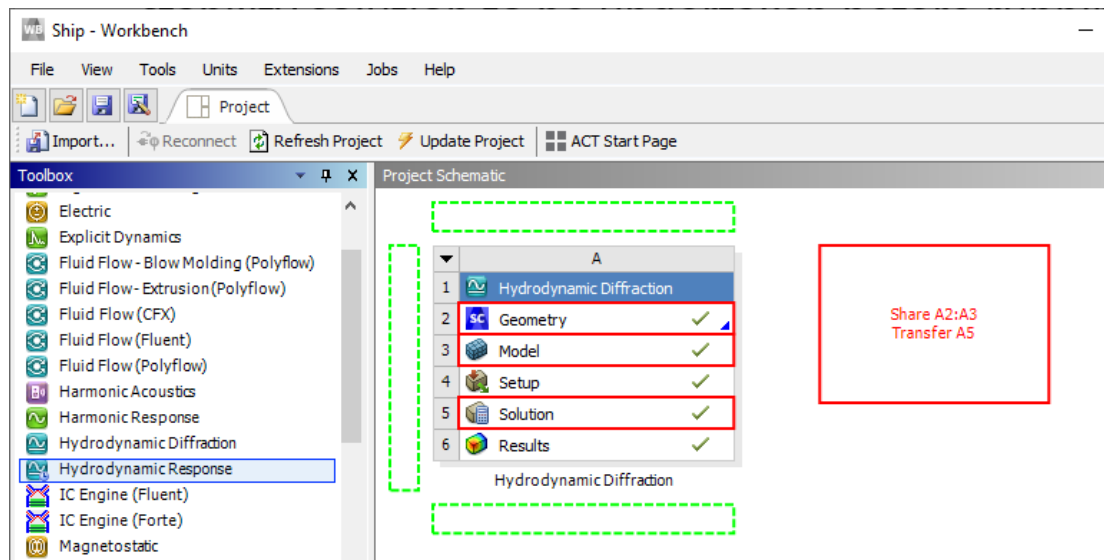 WB Ship - Workbench
File View Tools Units Extensions Jobs Help
Project
Import... Reconnect Refresh Project Update Project ACT Start Page
Toolbox
Electric
Explicit Dynamics
Fluid Flow - Blow Molding (Polyflow)
Fluid Flow - Extrusion (Polyflow)
Fluid Flow (CFX)
Fluid Flow (Fluent)
Fluid Flow (Polyflow)
Harmonic Acoustics
Harmonic Response
Hydrodynamic Diffraction
Hydrodynamic Response
IC Engine (Fluent)
IC Engine (Forte)
Magnetostatic
Project Schematic
A
1 Hydrodynamic Diffraction
2 SC Geometry
3 Model
4 Setup
5 Solution
6 Results
Hydrodynamic Diffraction
Share A2:A3
Transfer A5